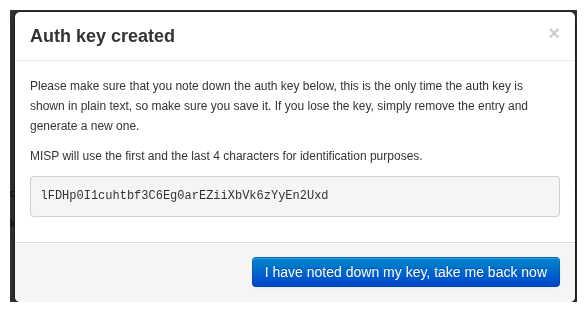 Auth key created
×
Please make sure that you note down the auth key below, this is the only time the auth key is
shown in plain text, so make sure you save it. If you lose the key, simply remove the entry and
generate a new one.
MISP will use the first and the last 4 characters for identification purposes.
lFDHp0I1cuhtbf3C6Eg0arEZiiXbVk6zYyEn2Uxd
I have noted down my key, take me back now